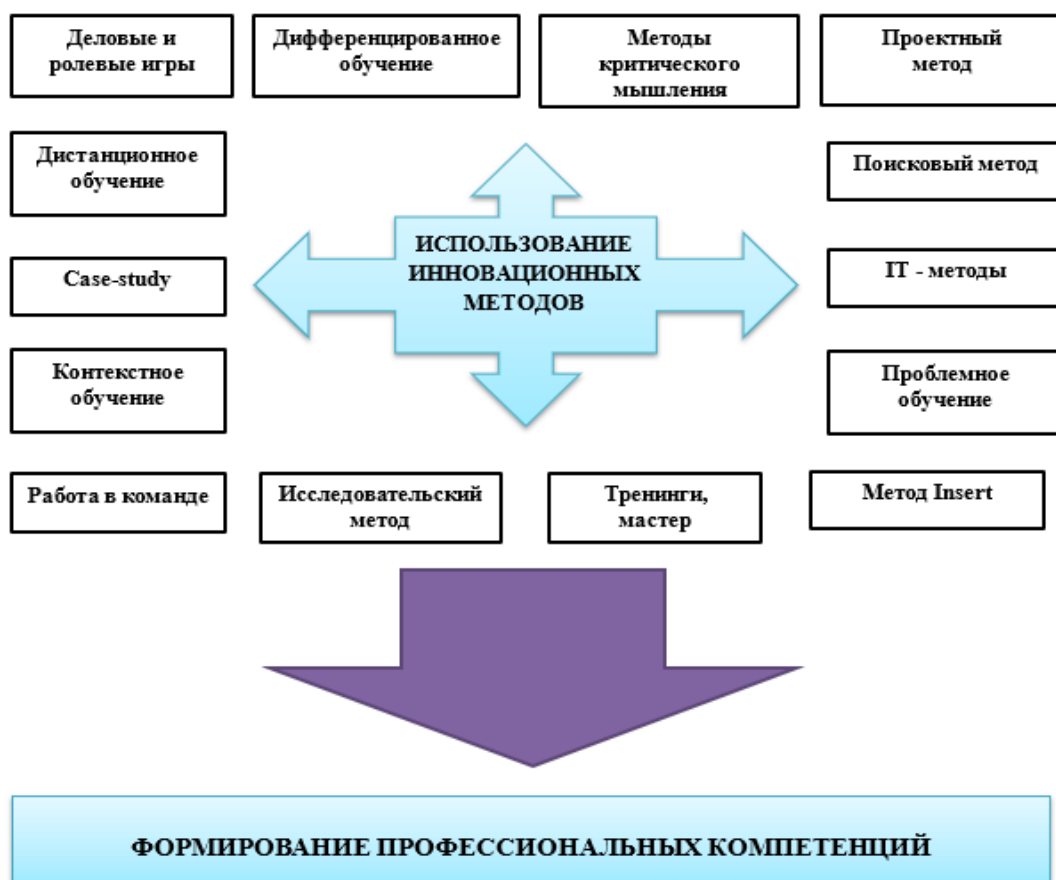 Деловые и
ролевые игры
Дифференцированное
обучение
Методы
критического
мышления
Проектный
метод
Дистанционное
обучение
Поисковый метод
ИСПОЛЬЗОВАНИЕ
ИННОВАЦИОННЫХ
МЕТОДОВ
Case-study
IT - методы
Контекстное
обучение
Проблемное
обучение
Работа в команде
Исследовательский
метод
Тренинги,
мастер
Метод Insert
ФОРМИРОВАНИЕ ПРОФЕССИОНАЛЬНЫХ КОМПЕТЕНЦИЙ